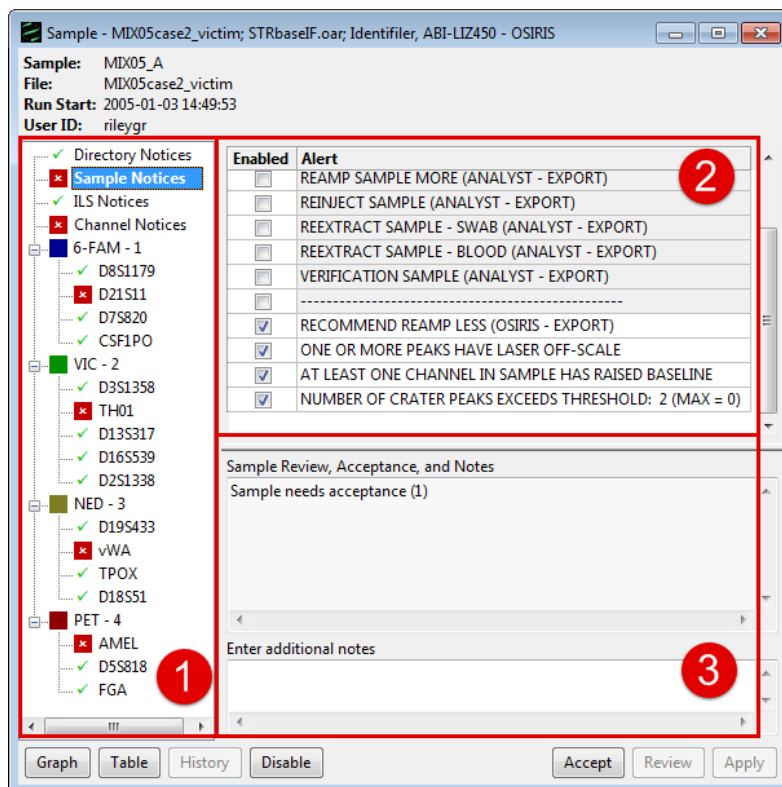 Sample - MIX05case2_victim; STRbaseIF.oar; Identifiler, ABI-LIZ450 - OSIRIS
Sample: MIX05_A
File: MIX05case2_victim
Run Start: 2005-01-03 14:49:53
User ID: rileygr
Directory Notices
Sample Notices
ILS Notices
Channel Notices
6-FAM - 1
D8S1179
D21S11
D7S820
CSF1PO
VIC - 2
D3S1358
TH01
D13S317
D16S539
D2S1338
NED - 3
D19S433
vWA
TPOX
D18S51
PET - 4
AMEL
D5S818
FGA
1
Enabled Alert
REAMP SAMPLE MORE (ANALYST - EXPORT)
REINJECT SAMPLE (ANALYST - EXPORT)
REEXTRACT SAMPLE - SWAB (ANALYST - EXPORT)
REEXTRACT SAMPLE - BLOOD (ANALYST - EXPORT)
VERIFICATION SAMPLE (ANALYST - EXPORT)
----------------------------------------------------
RECOMMEND REAMP LESS (OSIRIS - EXPORT)
ONE OR MORE PEAKS HAVE LASER OFF-SCALE
AT LEAST ONE CHANNEL IN SAMPLE HAS RAISED BASELINE
NUMBER OF CRATER PEAKS EXCEEDS THRESHOLD: 2 (MAX = 0)
2
Sample Review, Acceptance, and Notes
Sample needs acceptance (1)
Enter additional notes
3
Graph Table History Disable Accept Review Apply